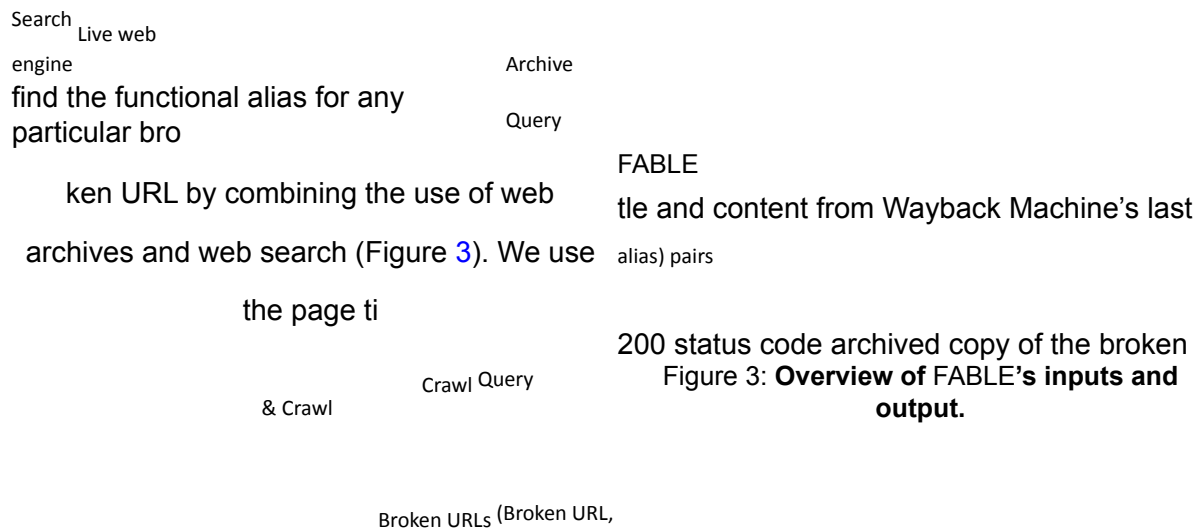 Search
Live web
engine
Archive
find the functional alias for any
particular bro
Query
ken URL by combining the use of web
archives and web search (Figure 3). We use
the page ti
Crawl Query
& Crawl
Broken URLs (Broken URL,
FABLE
tle and content from Wayback Machine’s last
alias) pairs
200 status code archived copy of the broken
Figure 3: Overview of FABLE’s inputs and
output.